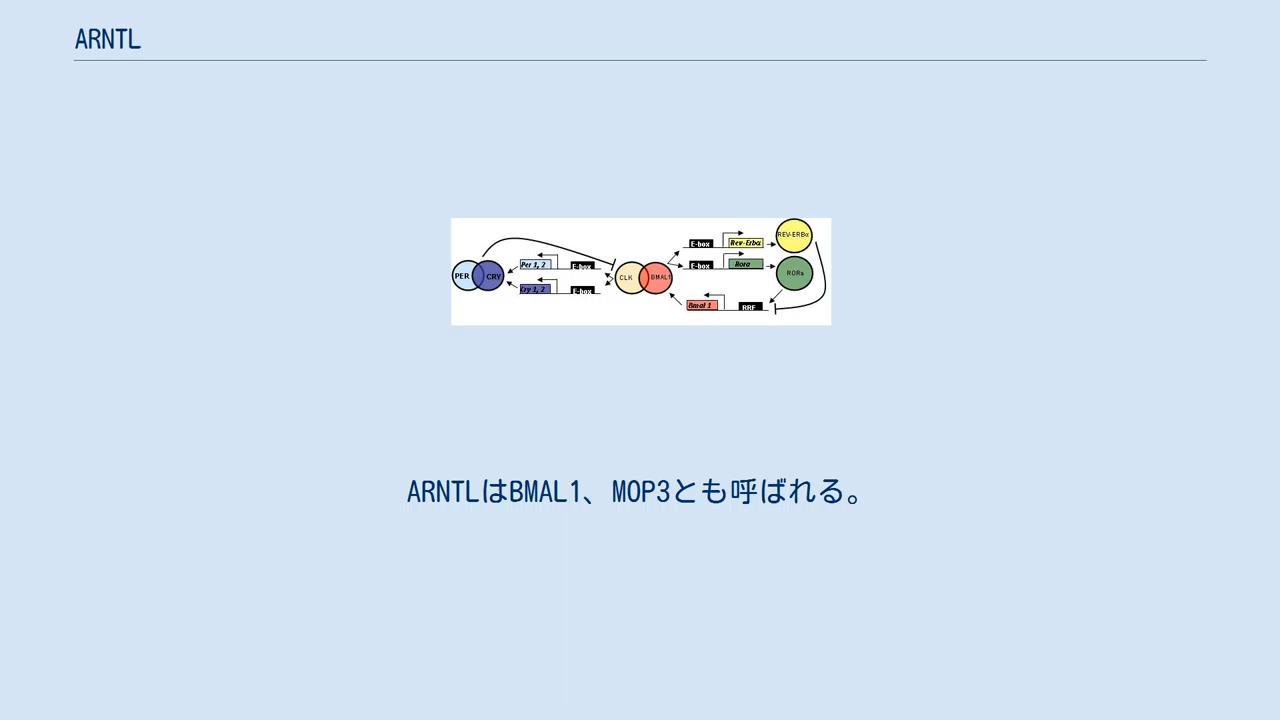 ARNTL
REV-ERBα
E-box
Rev-Erbα
Per 1, 2
E-box
E-box
Rora
PER
CRY
CLK
BMAL1
RORs
Cry 1, 2
E-box
Bmal 1
RRE
ARNTLはBMAL1、MOP3とも呼ばれる。